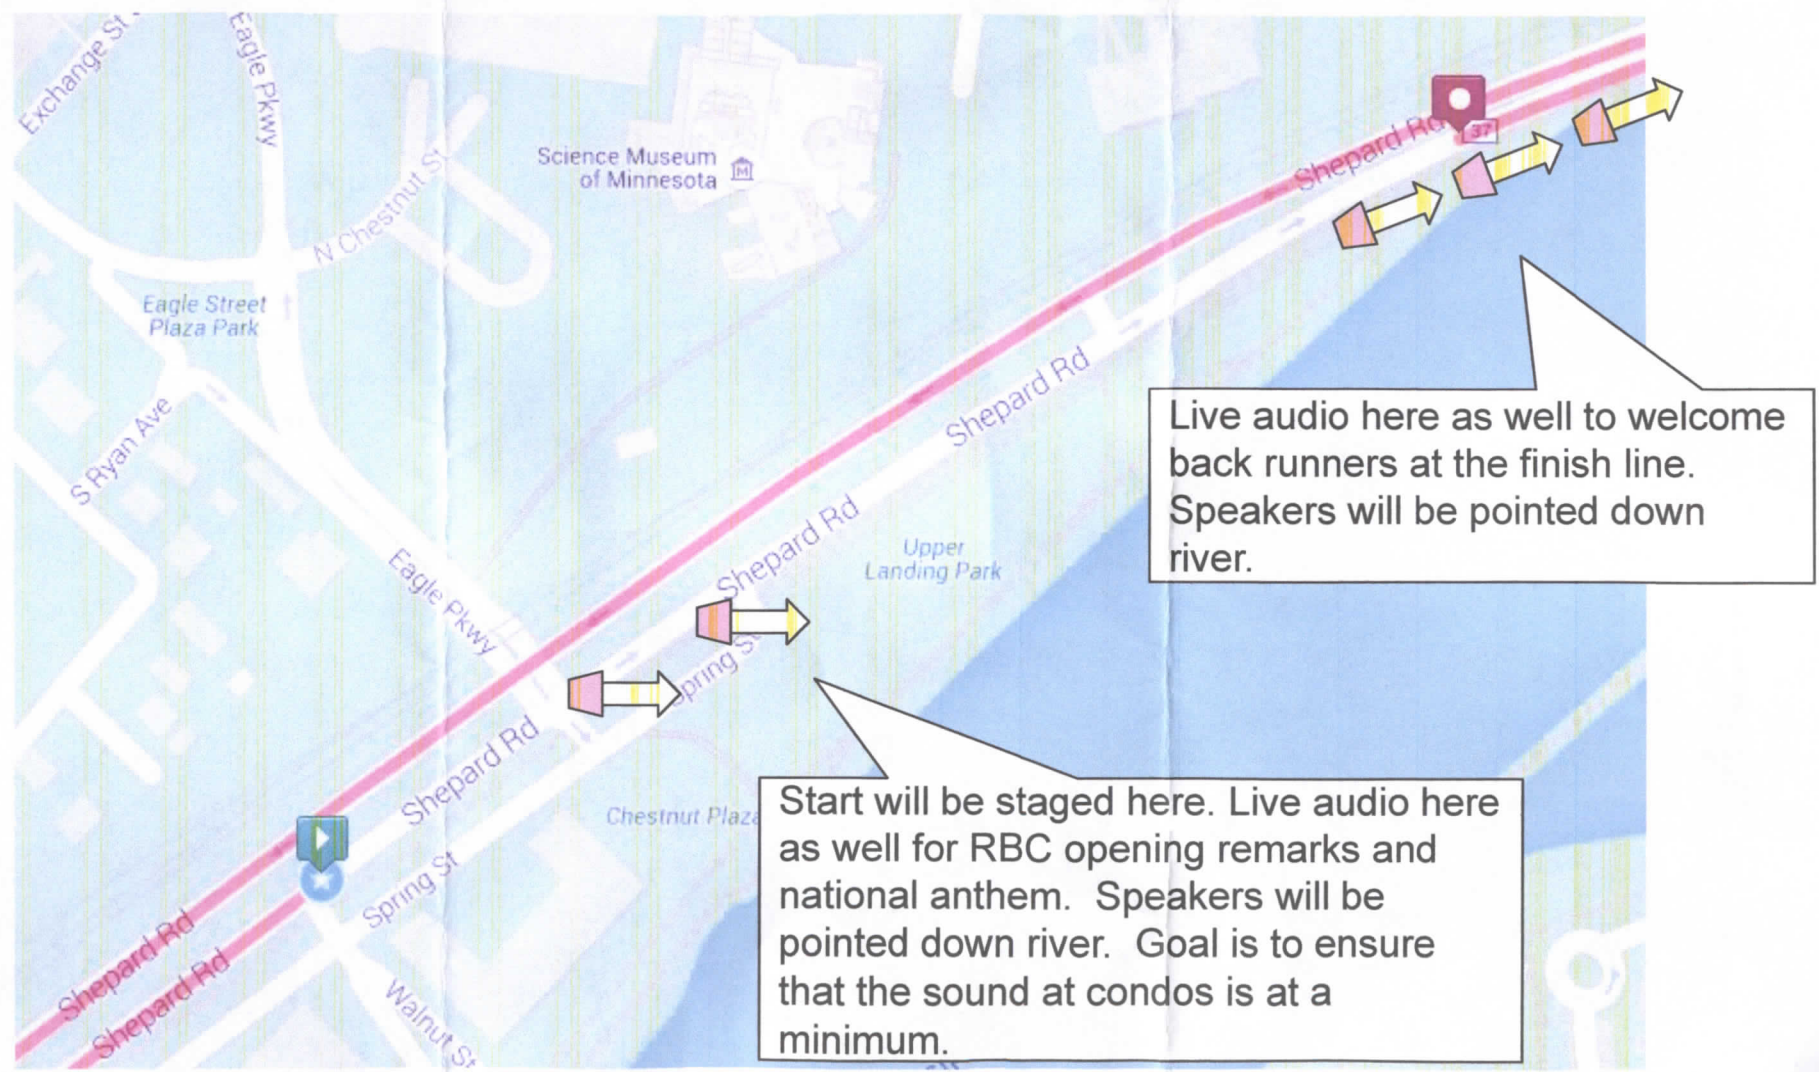 Exchange St
Eagle Pkwy
N Chestnut St
Science Museum
of Minnesota
M
Eagle Street
Plaza Park
S Ryan Ave
Eagle Pkwy
Shepard Rd
37
Shepard Rd
Shepard Rd
Upper
Landing Park
Spring St
Shepard Rd
Chestnut Plaza
Spring St
Shepard Rd
Shepard Rd
Walnut St
Live audio here as well to welcome
back runners at the finish line.
Speakers will be pointed down
river.
Start will be staged here. Live audio here
as well for RBC opening remarks and
national anthem.  Speakers will be
pointed down river.  Goal is to ensure
that the sound at condos is at a
minimum.